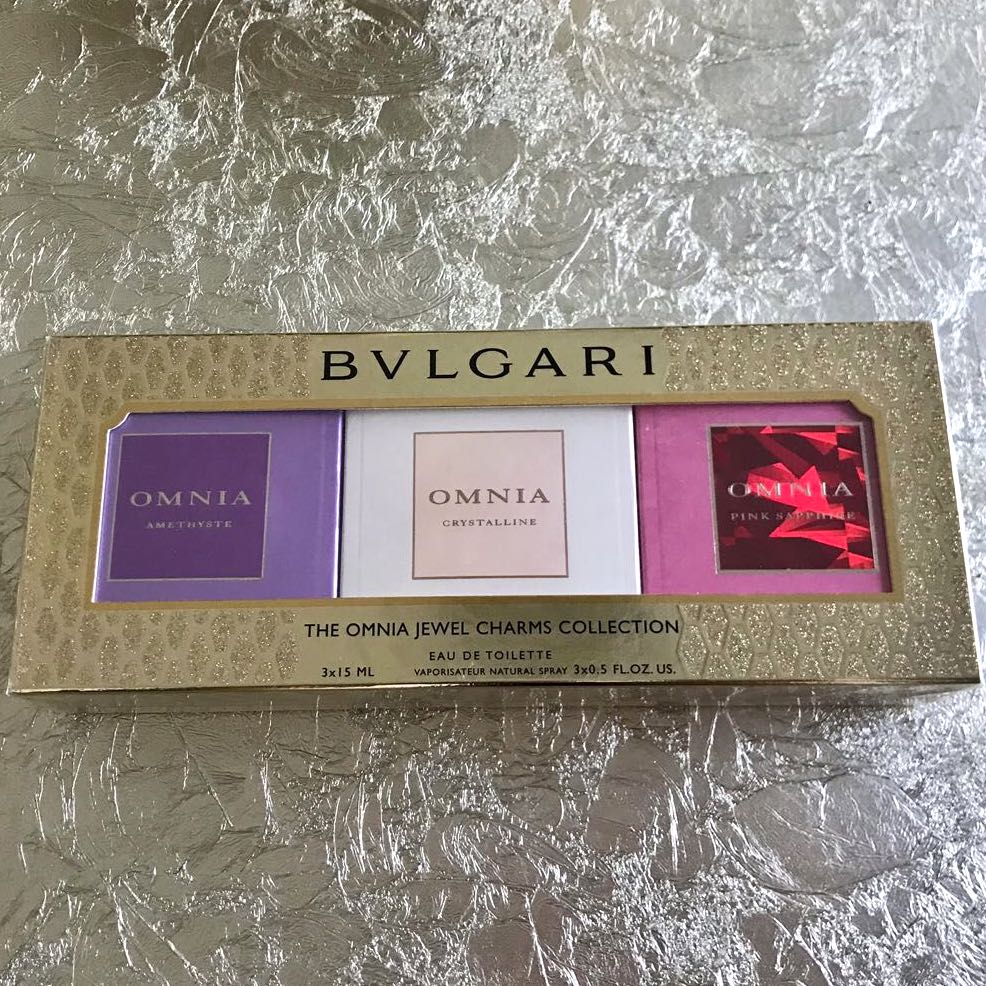 BVLGARI
OMNIA
AMETHYSTE
OMNIA
CRYSTALLINE
OMNIA
PINK SAPPHIRE
THE OMNIA JEWEL CHARMS COLLECTION
EAU DE TOILETTE
3x15 ML VAPORISATEUR NATURAL SPRAY 3x0.5 FL.OZ. US.